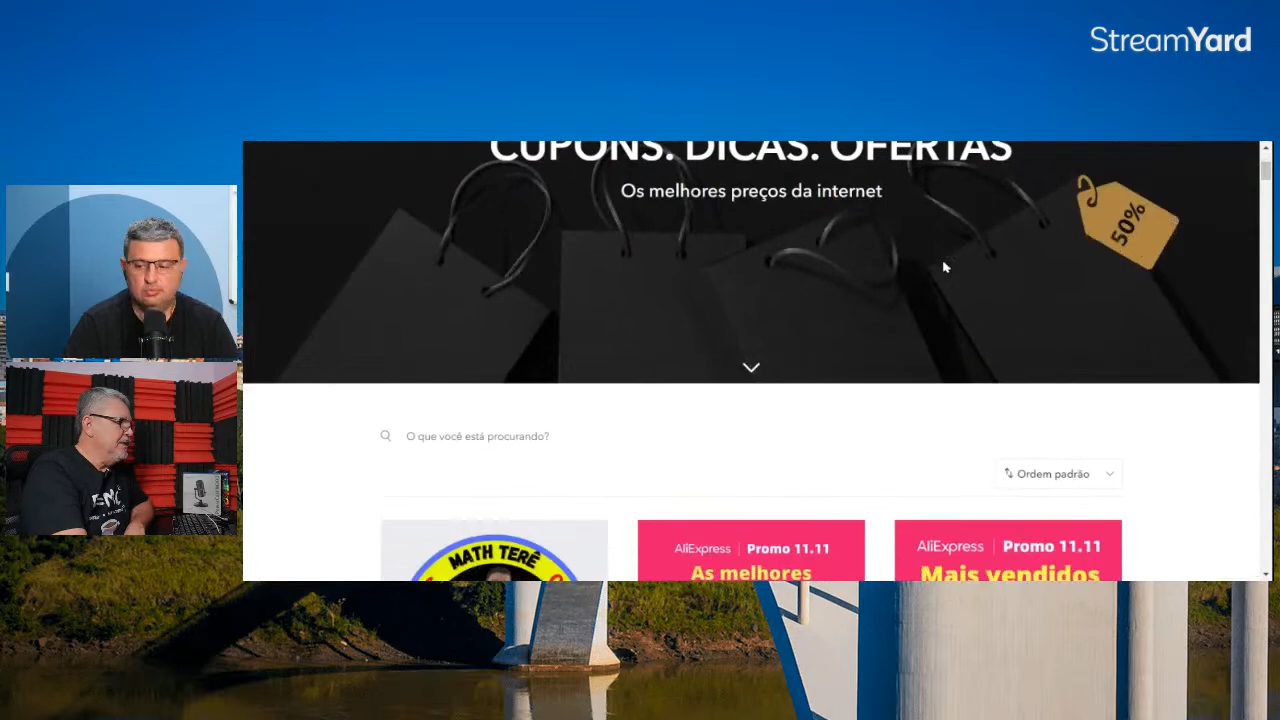 StreamYard
CUPONS. DICAS. OFERTAS
Os melhores preços da internet
50%
O que você está procurando?
Ordem padrão
MATH TERÊ
AliExpress | Promo 11.11
As melhores
AliExpress | Promo 11.11
Mais vendidos